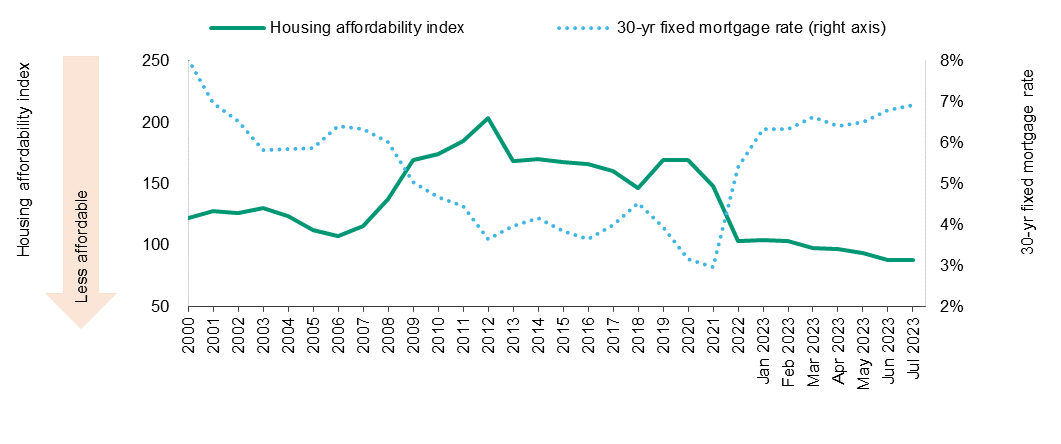 Housing affordability index
30-yr fixed mortgage rate (right axis)
Housing affordability index
Less affordable
250
200
150
100
50
8%
7%
6%
5%
4%
3%
2%
30-yr fixed mortgage rate
2000
2001
2002
2003
2004
2005
2006
2007
2008
2009
2010
2011
2012
2013
2014
2015
2016
2017
2018
2019
2020
2021
2022
Jan 2023
Feb 2023
Mar 2023
Apr 2023
May 2023
Jun 2023
Jul 2023